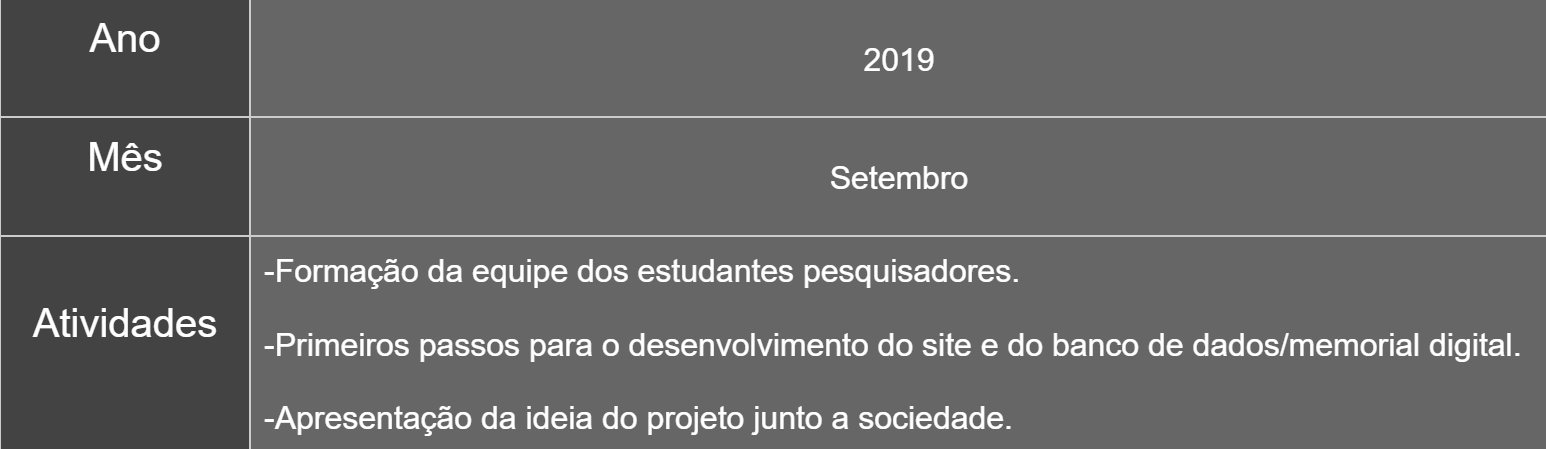 Ano
2019
Mês
Setembro
Atividades
-Formação da equipe dos estudantes pesquisadores.
-Primeiros passos para o desenvolvimento do site e do banco de dados/memorial digital.
-Apresentação da ideia do projeto junto a sociedade.